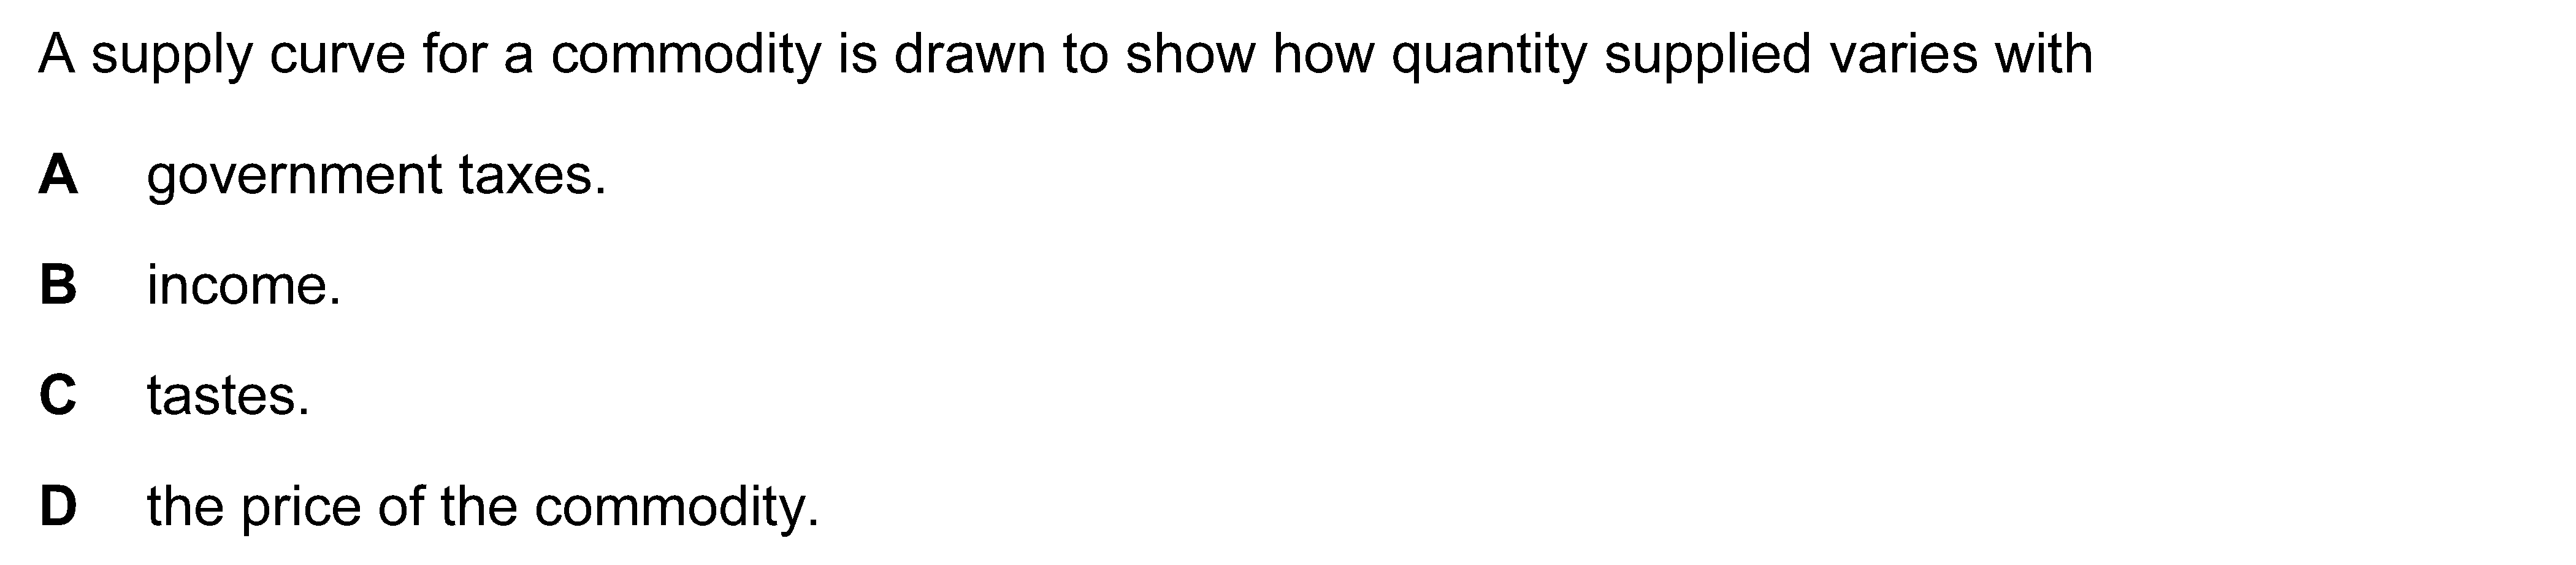 A supply curve for a commodity is drawn to show how quantity supplied varies with
A government taxes.
B income.
C tastes.
D the price of the commodity.